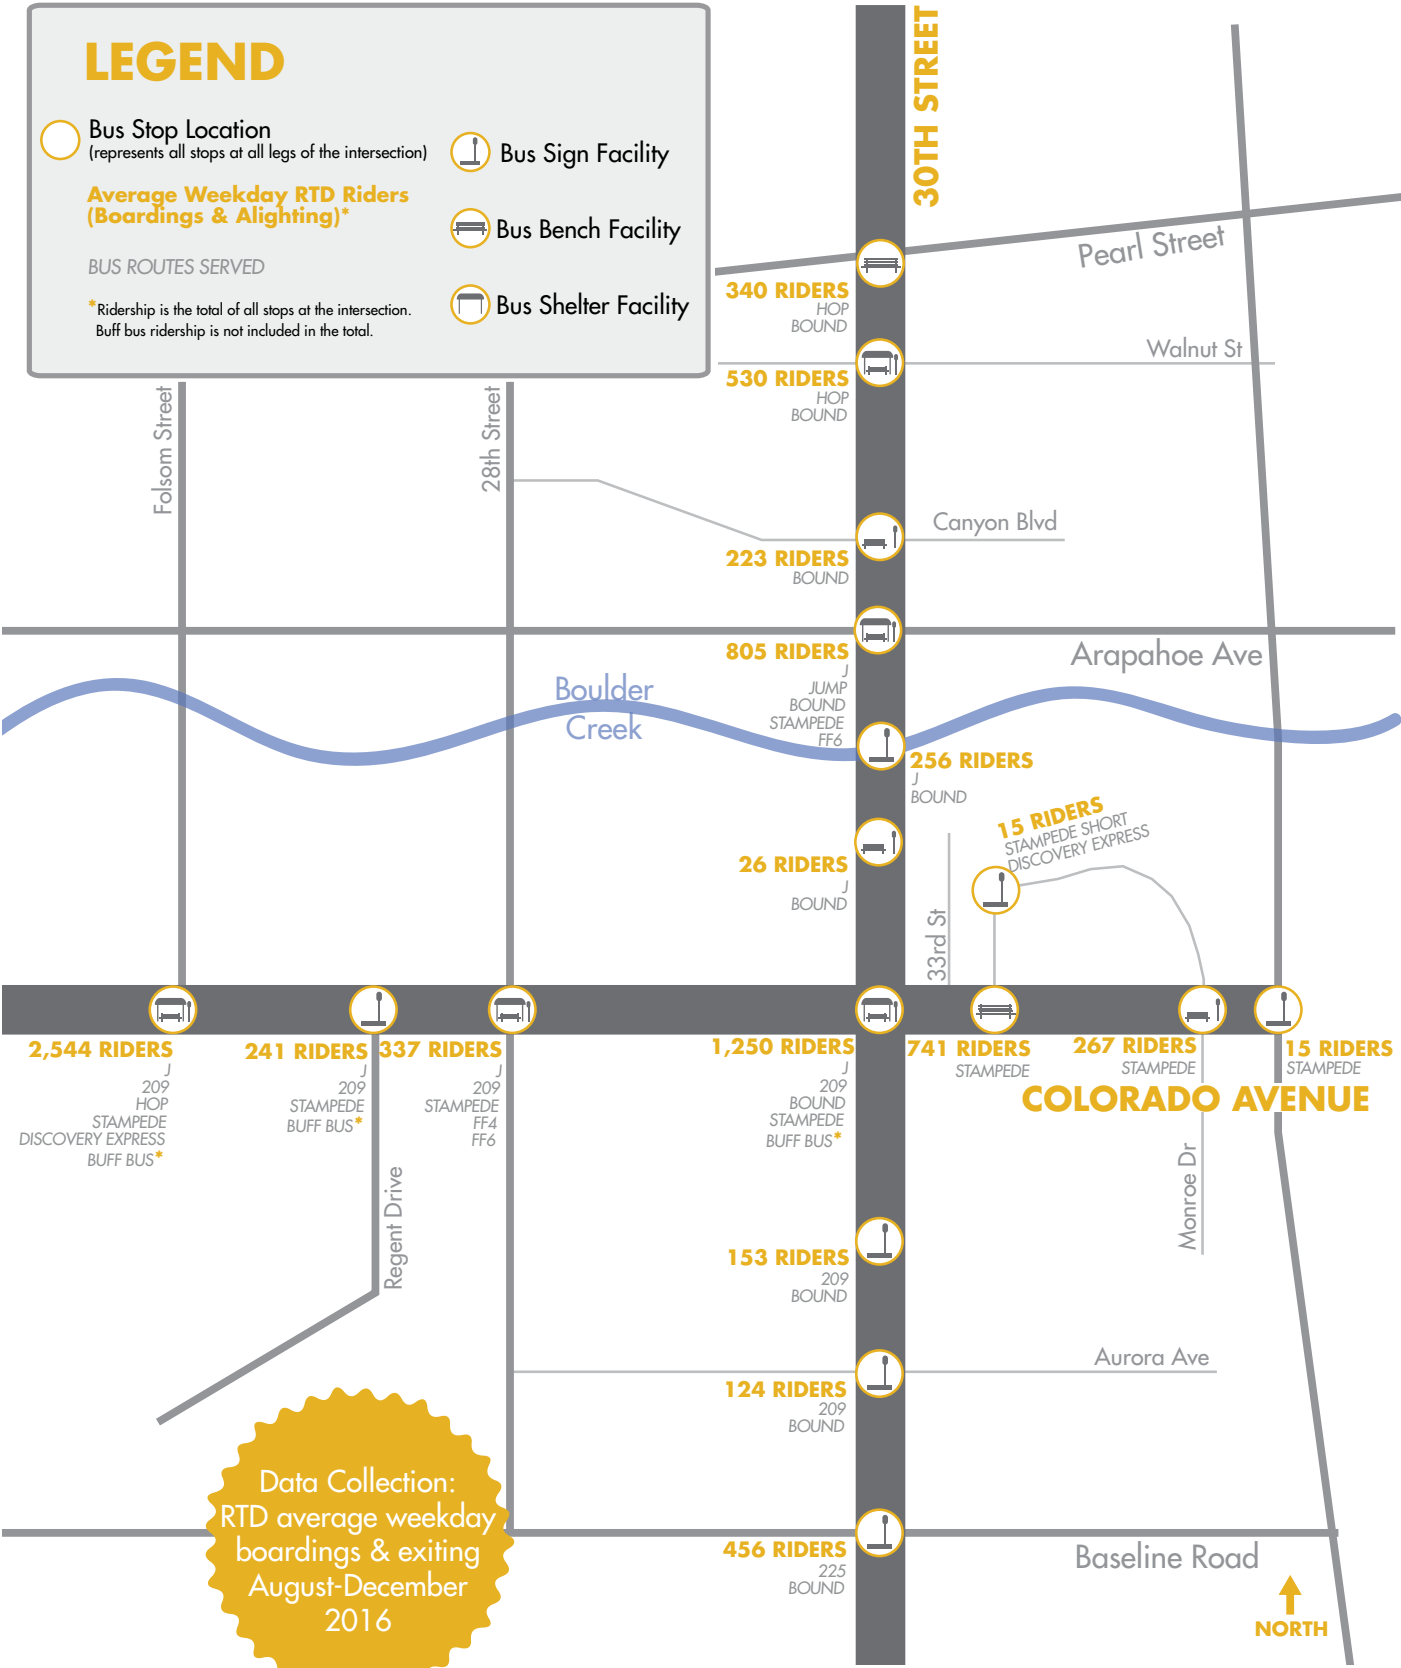 LEGEND
Bus Stop Location
(represents all stops at all legs of the intersection)
Average Weekday RTD Riders
(Boardings & Alighting)*
BUS ROUTES SERVED
*Ridership is the total of all stops at the intersection.
Buff bus ridership is not included in the total.
Bus Sign Facility
Bus Bench Facility
Bus Shelter Facility
30TH STREET
Pearl Street
340 RIDERS
HOP
BOUND
Walnut St
530 RIDERS
HOP
BOUND
Folsom Street
28th Street
Canyon Blvd
223 RIDERS
BOUND
Arapahoe Ave
805 RIDERS
J
JUMP
BOUND
STAMPEDE
FF6
Boulder
Creek
256 RIDERS
J
BOUND
15 RIDERS
STAMPEDE SHORT
DISCOVERY EXPRESS
26 RIDERS
J
BOUND
33rd St
2,544 RIDERS
J
209
HOP
STAMPEDE
DISCOVERY EXPRESS
BUFF BUS*
241 RIDERS
J
209
STAMPEDE
BUFF BUS*
337 RIDERS
J
209
STAMPEDE
FF4
FF6
1,250 RIDERS
J
209
BOUND
STAMPEDE
BUFF BUS*
741 RIDERS
STAMPEDE
267 RIDERS
STAMPEDE
15 RIDERS
STAMPEDE
COLORADO AVENUE
Regent Drive
Monroe Dr
153 RIDERS
209
BOUND
Aurora Ave
124 RIDERS
209
BOUND
Data Collection:
RTD average weekday
boardings & exiting
August-December
2016
456 RIDERS
225
BOUND
Baseline Road
NORTH